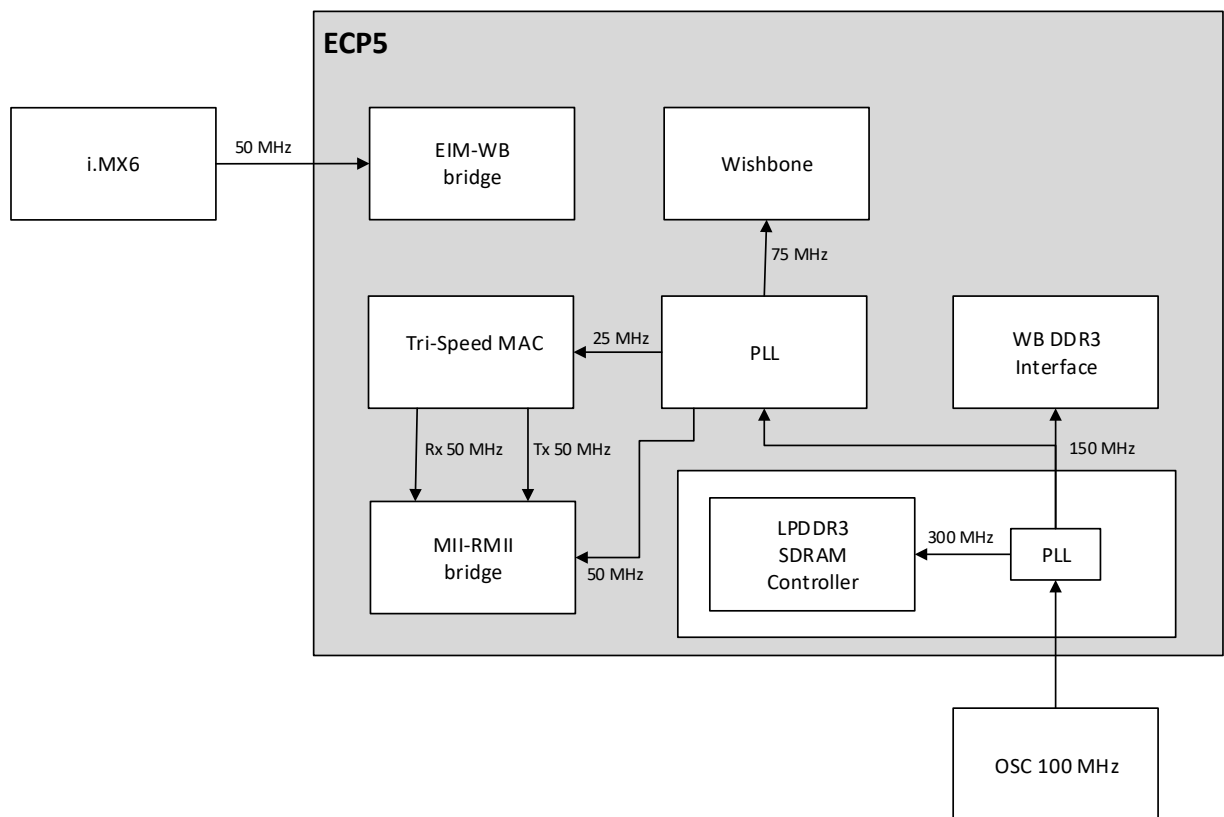 ECP5
i.MX6
50 MHz
EIM-WB
bridge
Wishbone
75 MHz
Tri-Speed MAC
25 MHz
PLL
WB DDR3
Interface
Rx 50 MHz
Tx 50 MHz
150 MHz
MII-RMII
bridge
50 MHz
LPDDR3
SDRAM
Controller
300 MHz
PLL
OSC 100 MHz